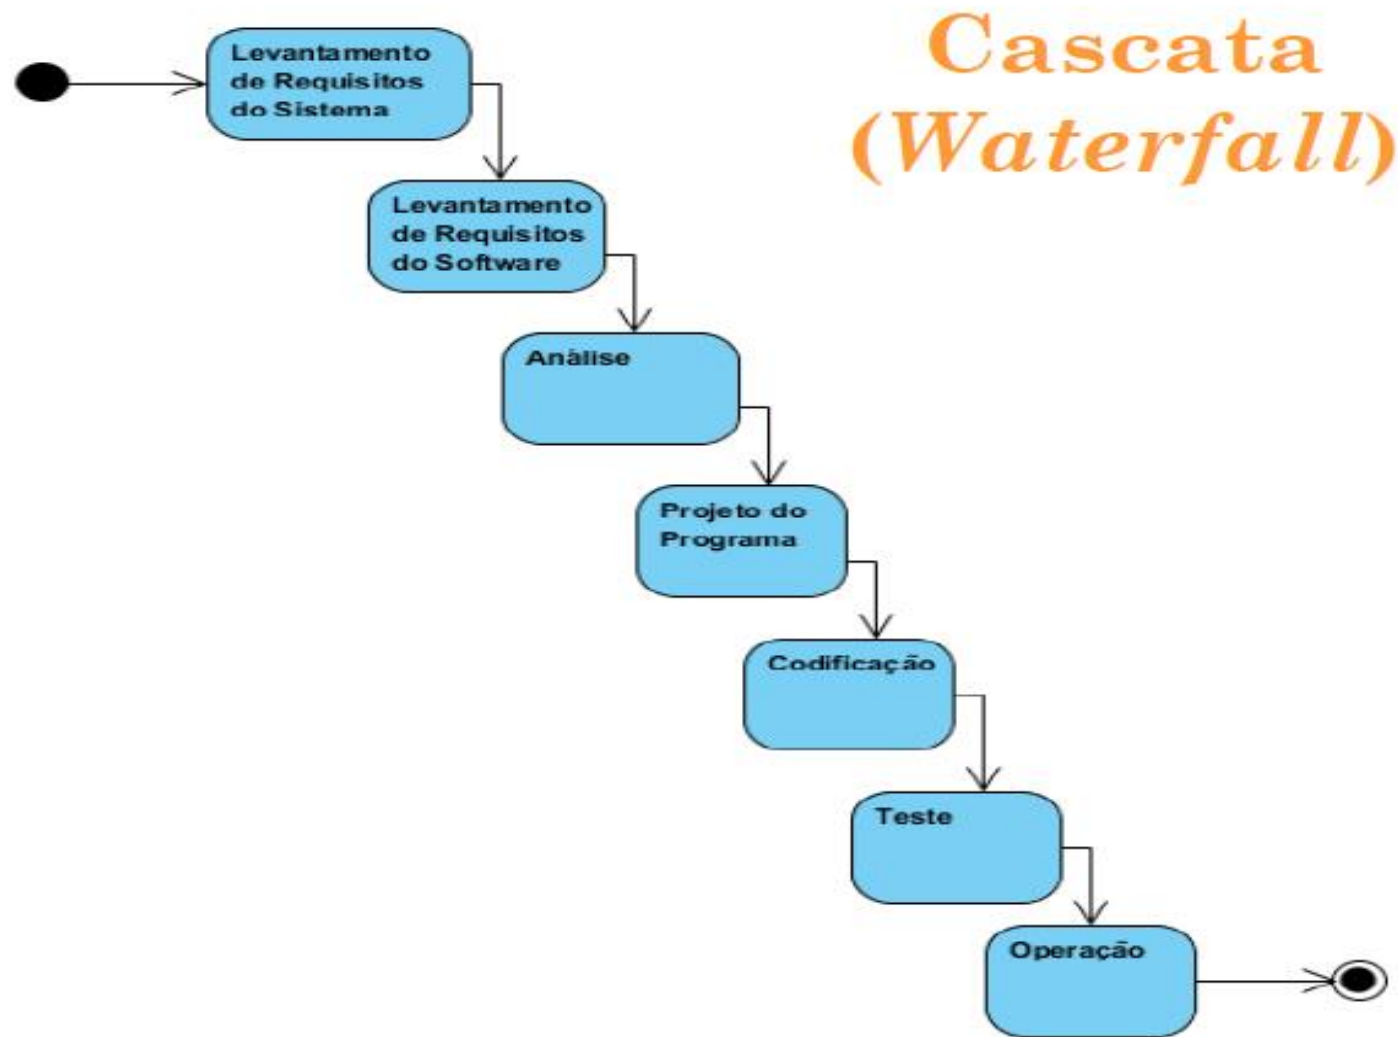 Cascata
(Waterfall)
Levantamento
de Requisitos
do Sistema
Levantamento
de Requisitos
do Software
Análise
Projeto do
Programa
Codificação
Teste
Operação